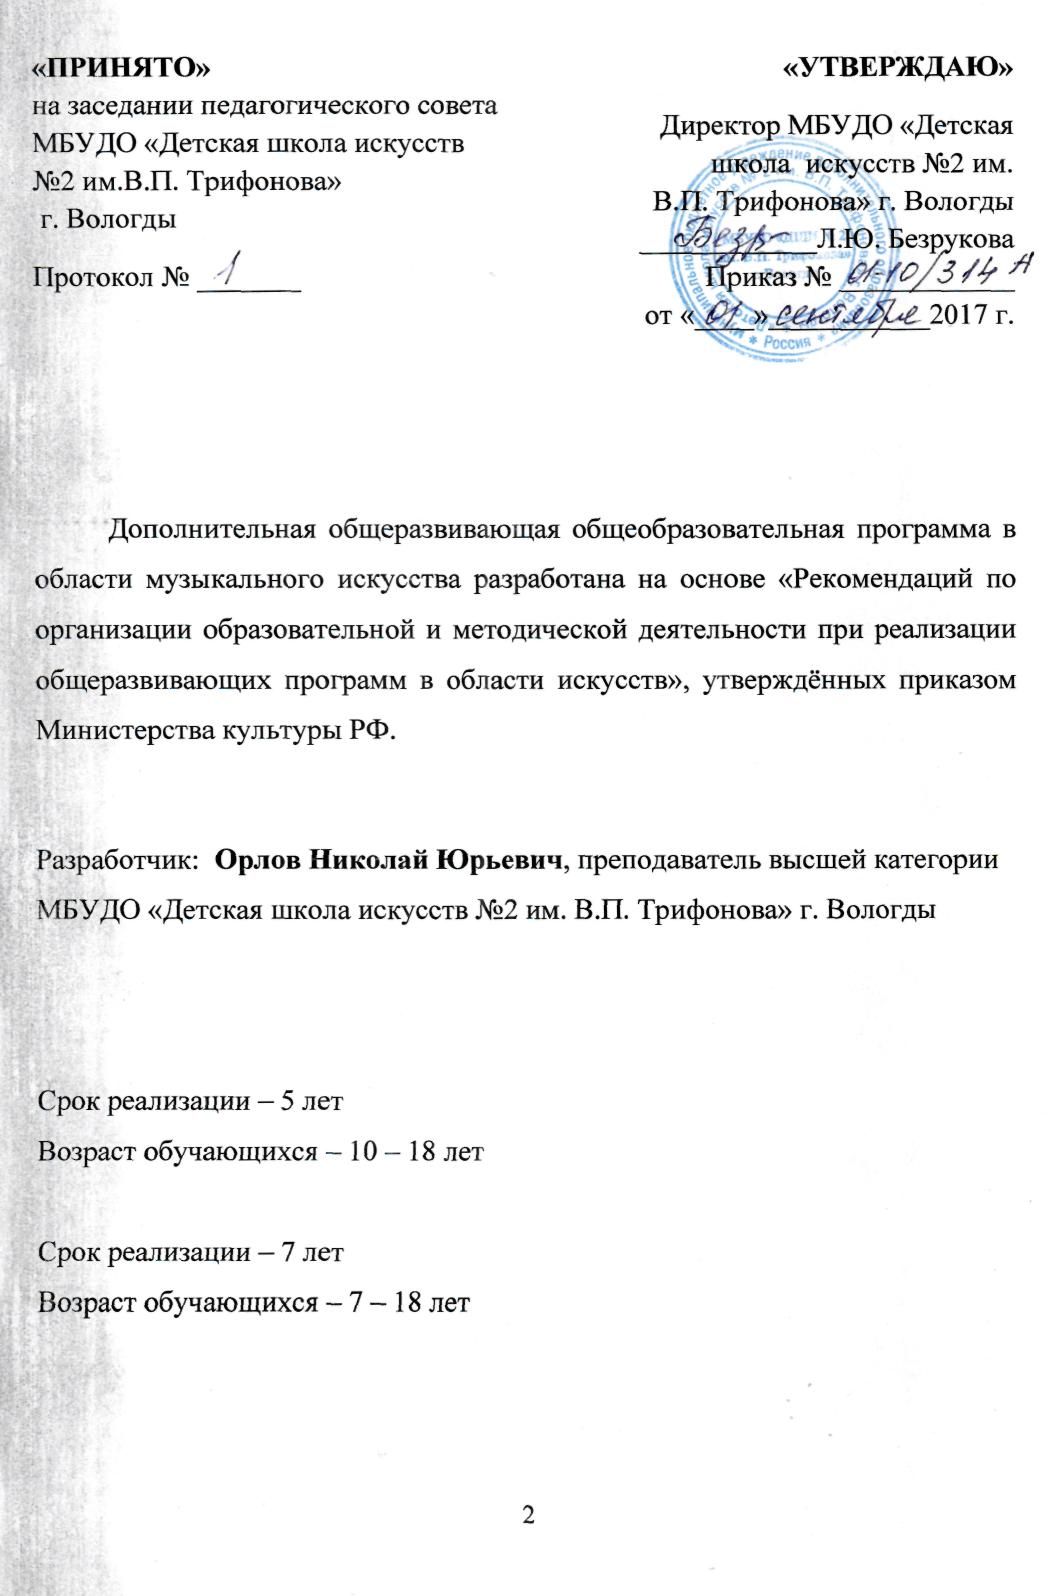 «ПРИНЯТО»
на заседании педагогического совета
МБУДО «Детская школа искусств
№2 им.В.П. Трифонова»
г. Вологды
Протокол № 1
«УТВЕРЖДАЮ»
Директор МБУДО «Детская
школа искусств №2 им.
В.П. Трифонова» г. Вологды
Л.Ю. Безрукова
Приказ № 01-10/314 А
от «01» сентября 2017 г.
* Россия *
Дополнительная общеразвивающая общеобразовательная программа в
области музыкального искусства разработана на основе «Рекомендаций по
организации образовательной и методической деятельности при реализации
общеразвивающих программ в области искусств», утверждённых приказом
Министерства культуры РФ.
Разработчик: Орлов Николай Юрьевич, преподаватель высшей категории
МБУДО «Детская школа искусств №2 им. В.П. Трифонова» г. Вологды
Срок реализации – 5 лет
Возраст обучающихся – 10 – 18 лет
Срок реализации – 7 лет
Возраст обучающихся – 7 – 18 лет
2